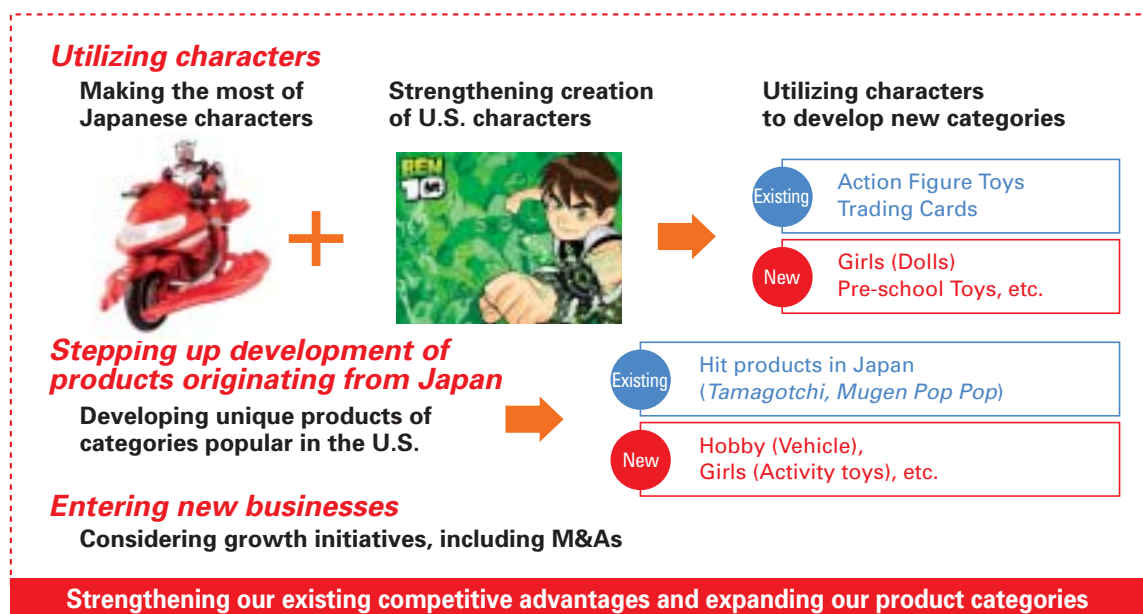 Utilizing characters
Making the most of
Japanese characters
Strengthening creation
of U.S. characters
Utilizing characters
to develop new categories
BEN
10
Existing
Action Figure Toys
Trading Cards
New
Girls (Dolls)
Pre-school Toys, etc.
Stepping up development of
products originating from Japan
Developing unique products of
categories popular in the U.S.
Existing
Hit products in Japan
(Tamagotchi, Mugen Pop Pop)
New
Hobby (Vehicle),
Girls (Activity toys), etc.
Entering new businesses
Considering growth initiatives, including M&As
Strengthening our existing competitive advantages and expanding our product categories